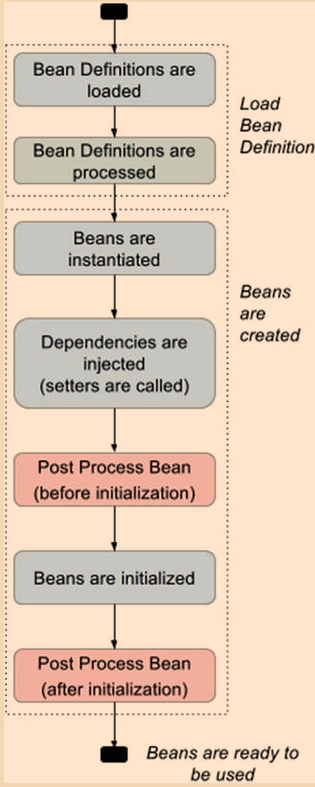 Bean Definitions are
loaded
Load
Bean
Definition
Bean Definitions are
processed
Beans are
instantiated
Beans
are
created
Dependencies are
injected
(setters are called)
Post Process Bean
(before initialization)
Beans are initialized
Post Process Bean
(after initialization)
Beans are ready to
be used